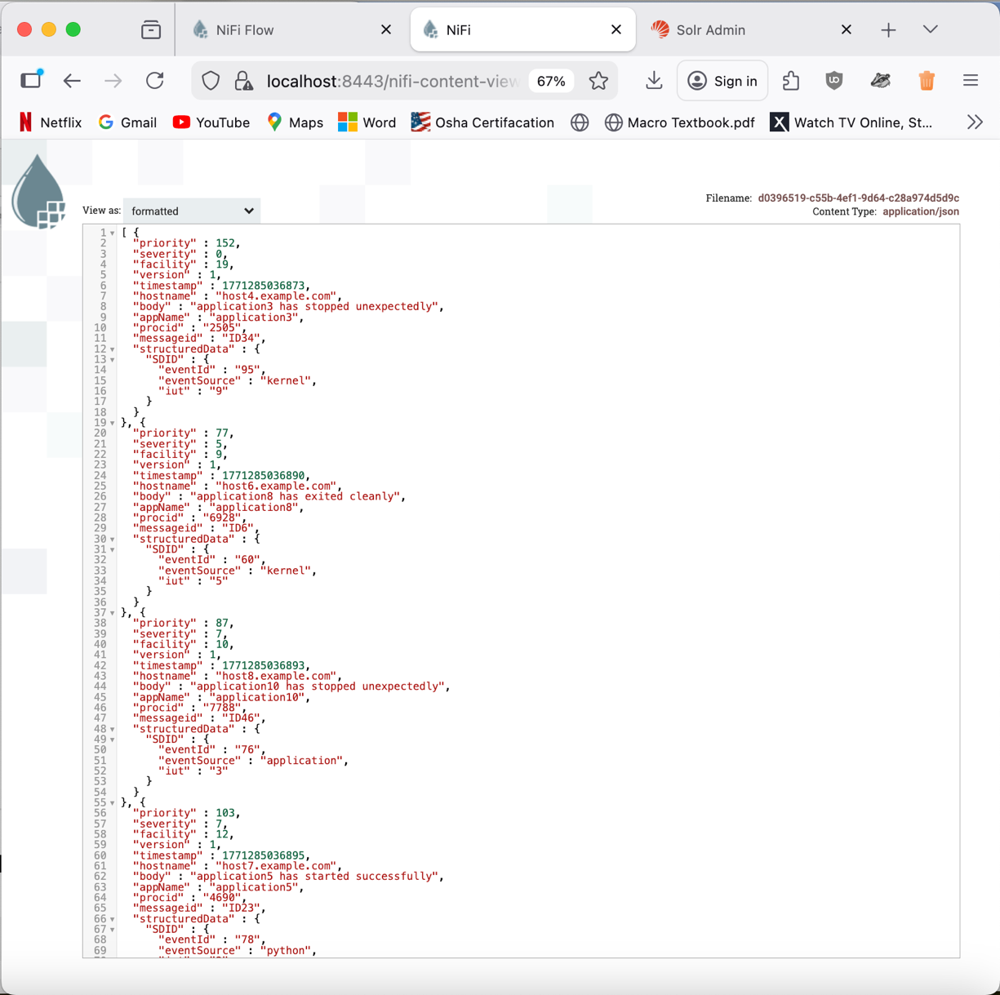 NiFi Flow
NiFi
Solr Admin
localhost:8443/nifi-content-view
67%
Sign in
Netflix
Gmail
YouTube
Maps
Word
Osha Certifacation
Macro Textbook.pdf
Watch TV Online, St...
Filename: d0396519-c55b-4ef1-9d64-c28a974d5d9c
View as: formatted
Content Type: application/json
1 [ {
2 "priority" : 152,
3 "severity" : 0,
4 "facility" : 19,
5 "version" : 1,
6 "timestamp" : 1771285036873,
7 "hostname" : "host4.example.com",
8 "body" : "application3 has stopped unexpectedly",
9 "appName" : "application3",
10 "procid" : "2505",
11 "messageid" : "ID34",
12 "structuredData" : {
13 "SDID" : {
14 "eventId" : "95",
15 "eventSource" : "kernel",
16 "iut" : "9"
17 }
18 }
19 }, {
20 "priority" : 77,
21 "severity" : 5,
22 "facility" : 9,
23 "version" : 1,
24 "timestamp" : 1771285036890,
25 "hostname" : "host6.example.com",
26 "body" : "application8 has exited cleanly",
27 "appName" : "application8",
28 "procid" : "6928",
29 "messageid" : "ID6",
30 "structuredData" : {
31 "SDID" : {
32 "eventId" : "60",
33 "eventSource" : "kernel",
34 "iut" : "5"
35 }
36 }
37 }, {
38 "priority" : 87,
39 "severity" : 7,
40 "facility" : 10,
41 "version" : 1,
42 "timestamp" : 1771285036893,
43 "hostname" : "host8.example.com",
44 "body" : "application10 has stopped unexpectedly",
45 "appName" : "application10",
46 "procid" : "7788",
47 "messageid" : "ID46",
48 "structuredData" : {
49 "SDID" : {
50 "eventId" : "76",
51 "eventSource" : "application",
52 "iut" : "3"
53 }
54 }
55 }, {
56 "priority" : 103,
57 "severity" : 7,
58 "facility" : 12,
59 "version" : 1,
60 "timestamp" : 1771285036895,
61 "hostname" : "host7.example.com",
62 "body" : "application5 has started successfully",
63 "appName" : "application5",
64 "procid" : "4690",
65 "messageid" : "ID23",
66 "structuredData" : {
67 "SDID" : {
68 "eventId" : "78",
69 "eventSource" : "python",